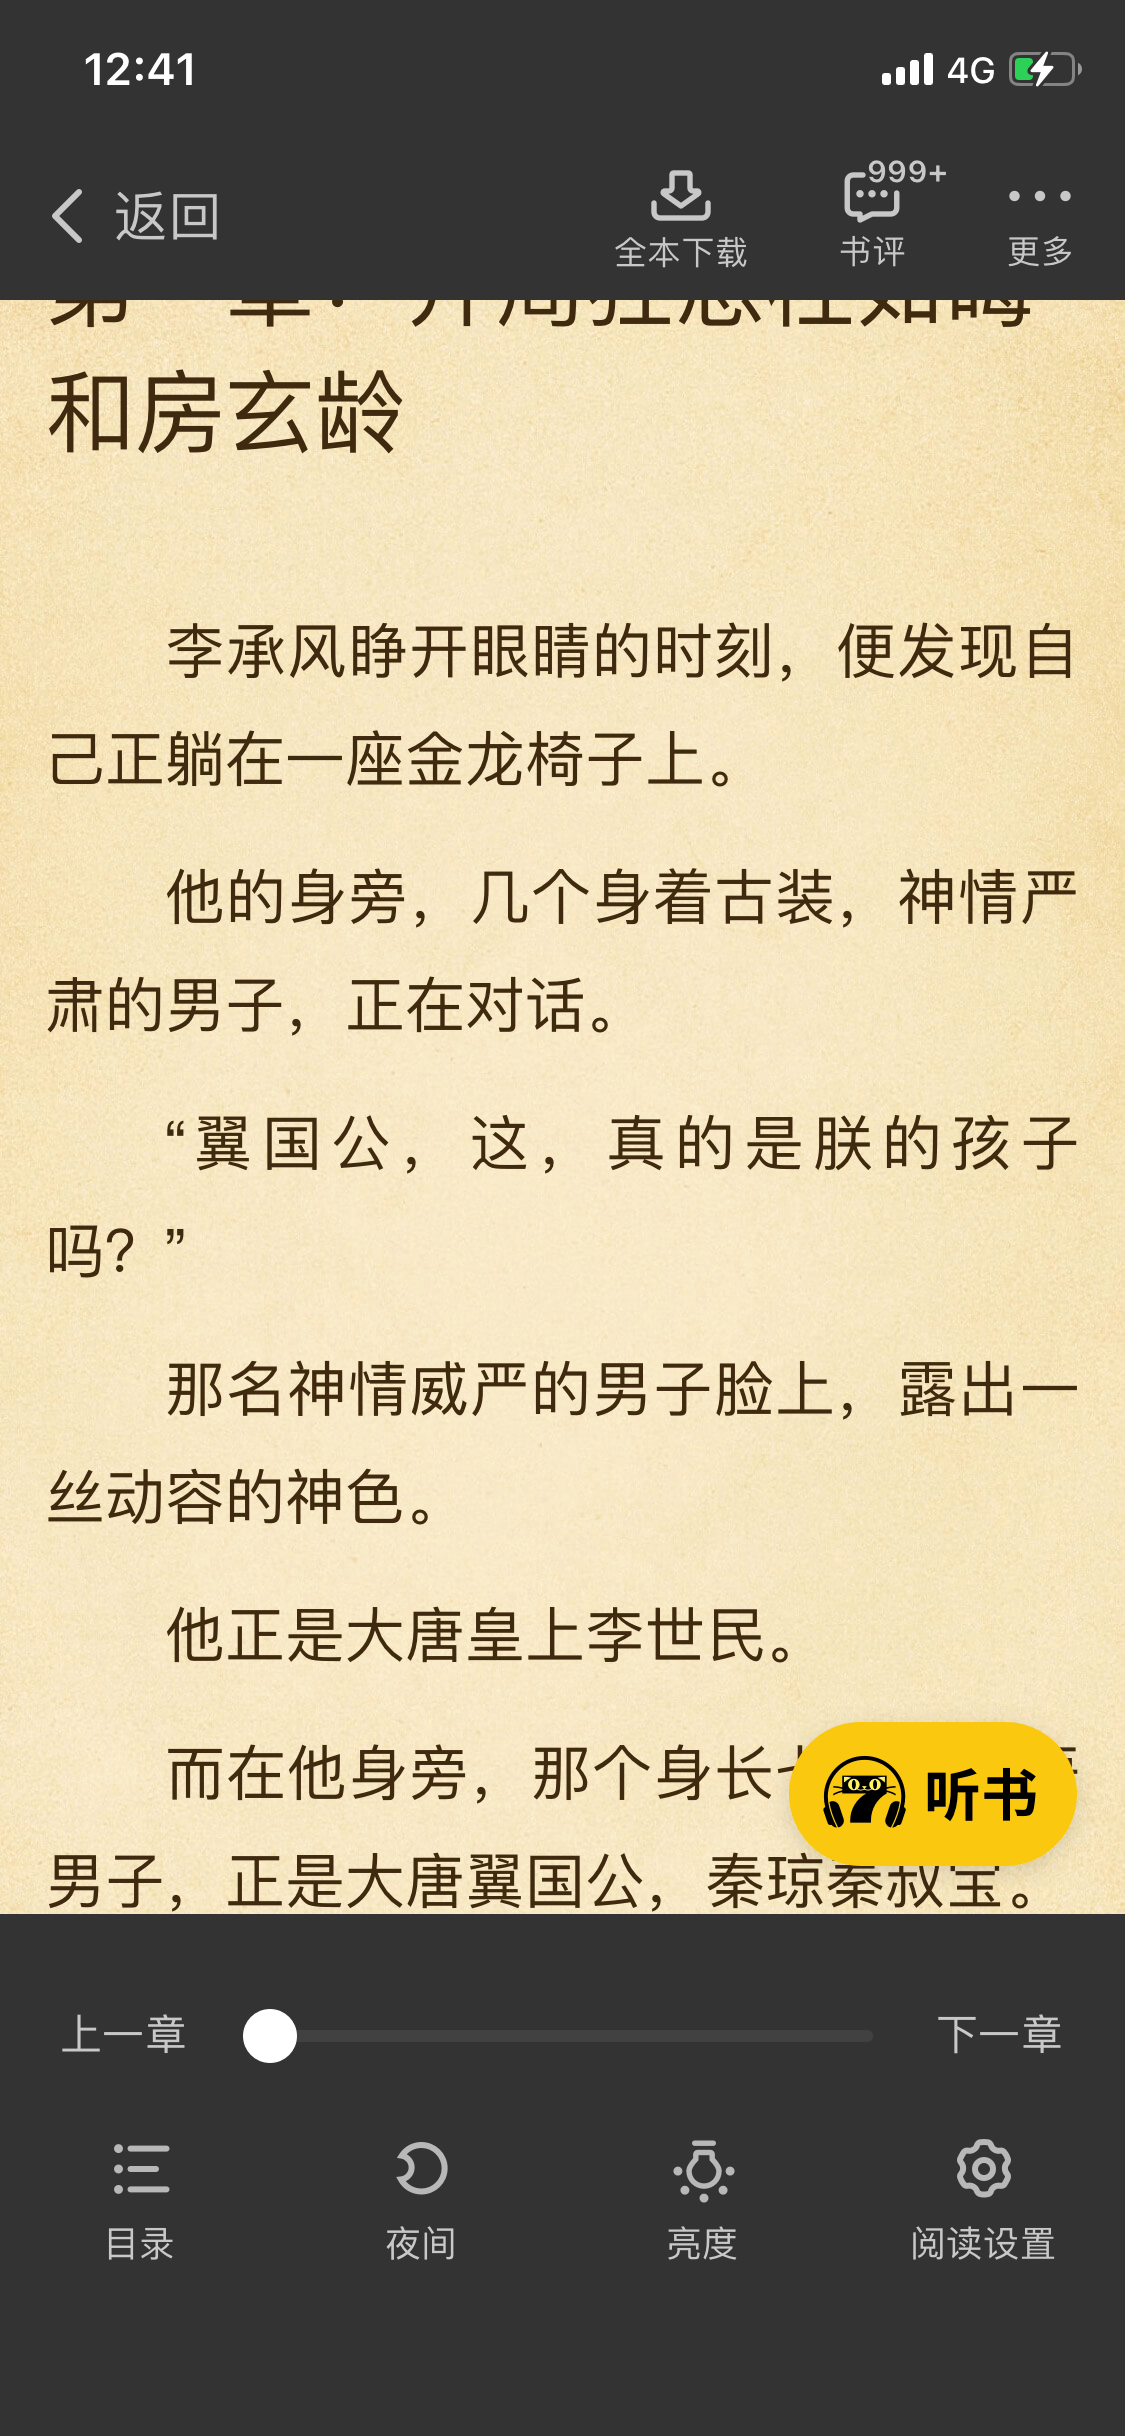 12:41
4G
返回
全本下载
999+
书评
更多
和房玄龄
李承风睁开眼睛的时刻，便发现自
己正躺在一座金龙椅子上。
他的身旁，几个身着古装，神情严
肃的男子，正在对话。
“翼国公，这，真的是朕的孩子
吗？”
那名神情威严的男子脸上，露出一
丝动容的神色。
他正是大唐皇上李世民。
而在他身旁，那个身长
听书
男子，正是大唐翼国公，秦琼秦叔宝。
上一章
下一章
目录
夜间
亮度
阅读设置